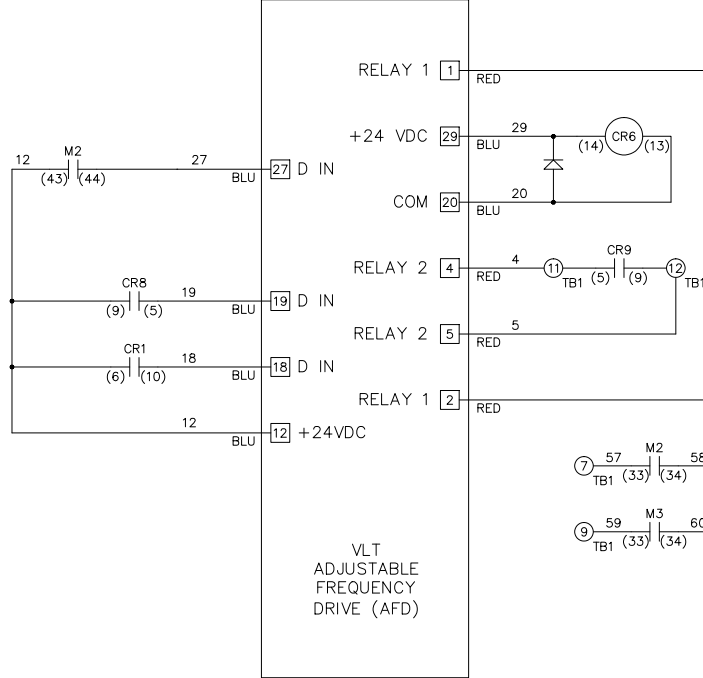 RELAY 1 1
RED
+24 VDC 29 29
BLU
(14) CR6 (13)
M2
12 27
(43) (44) BLU
27 D IN
COM 20 20
BLU
RELAY 2 4 4
RED
11 TB1
CR9
(5) (9)
12 TB1
CR8
19
(9) (5) BLU
19 D IN
RELAY 2 5 5
RED
CR1
18
(6) (10) BLU
18 D IN
RELAY 1 2
RED
12
BLU
12 +24VDC
M2
7 57 58
TB1 (33) (34)
M3
9 59 60
TB1 (33) (34)
VLT
ADJUSTABLE
FREQUENCY
DRIVE (AFD)